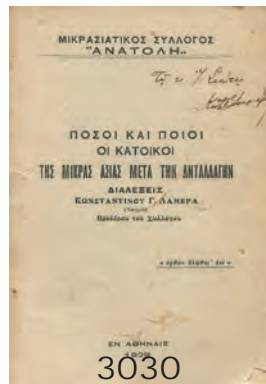 ΜΙΚΡΑΣΙΑΤΙΚΟΣ ΣΥΛΛΟΓΟΣ
"ΑΝΑΤΟΛΗ"
ΠΟΣΟΙ ΚΑΙ ΠΟΙΟΙ
ΟΙ ΚΑΤΟΙΚΟΙ
ΤΗΣ ΜΙΚΡΑΣ ΑΣΙΑΣ ΜΕΤΑ ΤΗΝ ΑΝΤΑΛΛΑΓΗΝ
ΔΙΑΛΕΞΕΙΣ
ΚΩΝΣΤΑΝΤΙΝΟΥ Γ. ΛΑΜΕΡΑ
Προέδρου του Συλλόγου
ΕΝ ΑΘΗΝΑΙΣ
3030